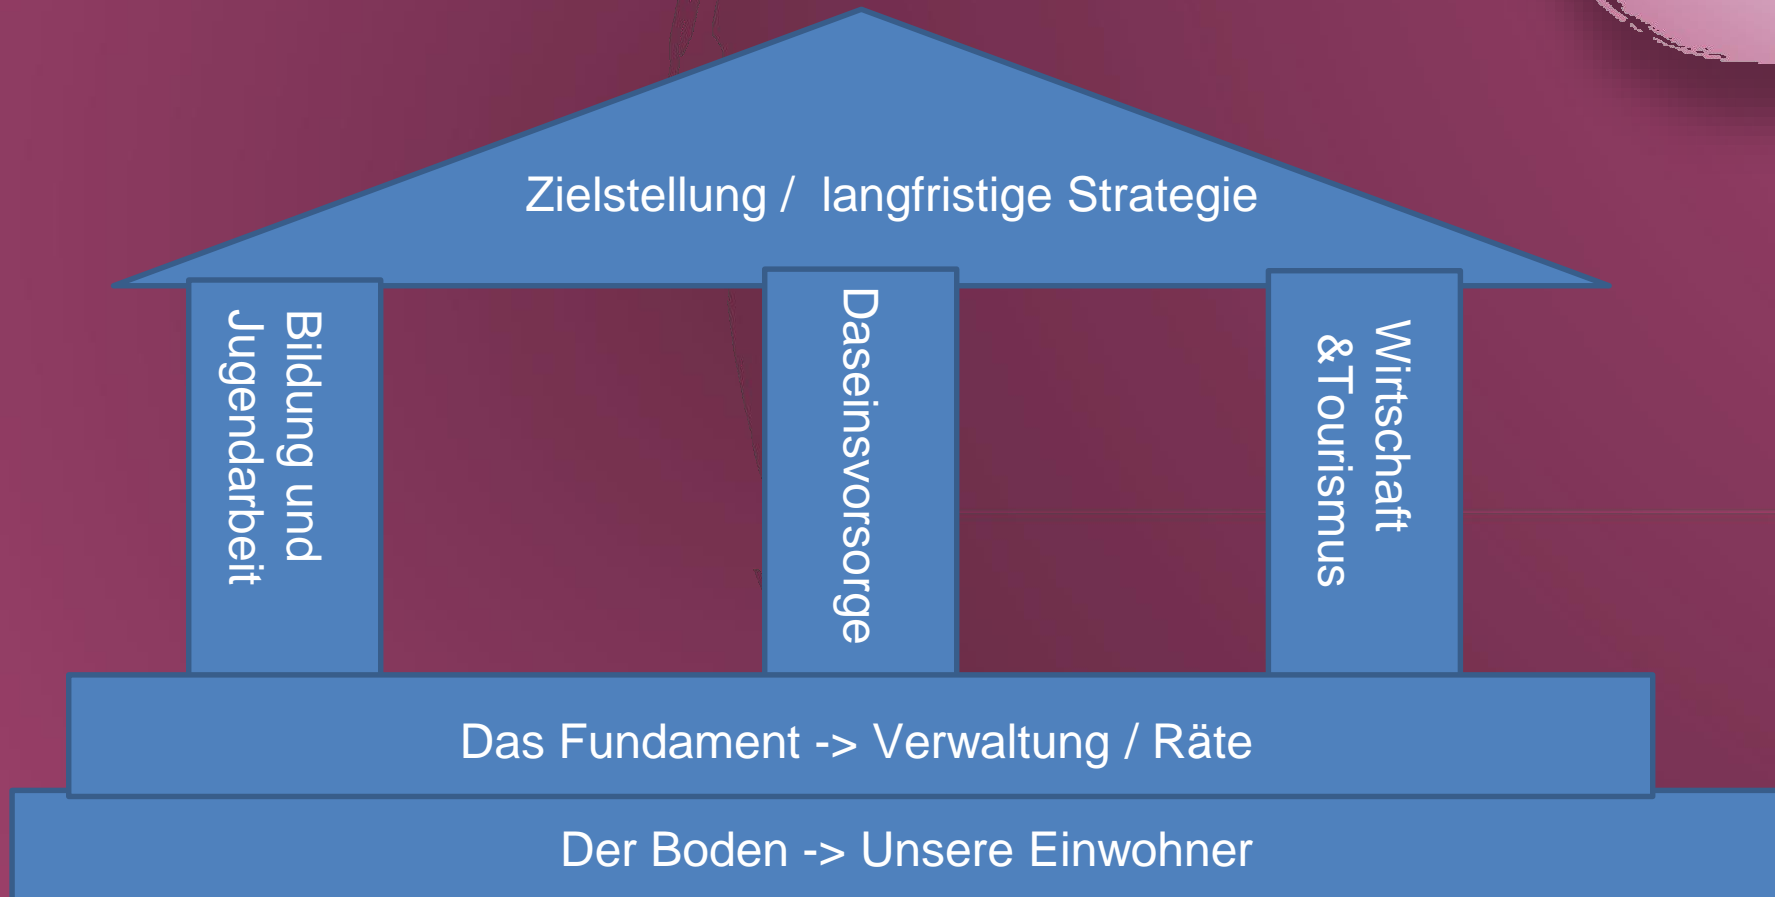 Zielstellung / langfristige Strategie
Bildung und
Jugendarbeit
Daseinsvorsorge
Wirtschaft
&Tourismus
Das Fundament -> Verwaltung / Räte
Der Boden -> Unsere Einwohner